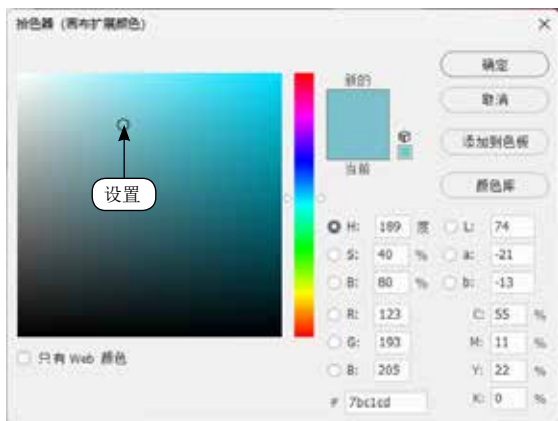 拾色器 (画布扩展颜色)
新的
当前
设置
确定
取消
添加到色板
颜色库
H: 189 度
S: 40 %
B: 80 %
R: 123
G: 193
B: 205
# 7bc1cd
L: 74
a: -21
b: -13
C: 55 %
M: 11 %
Y: 22 %
K: 0 %
只有 Web 颜色